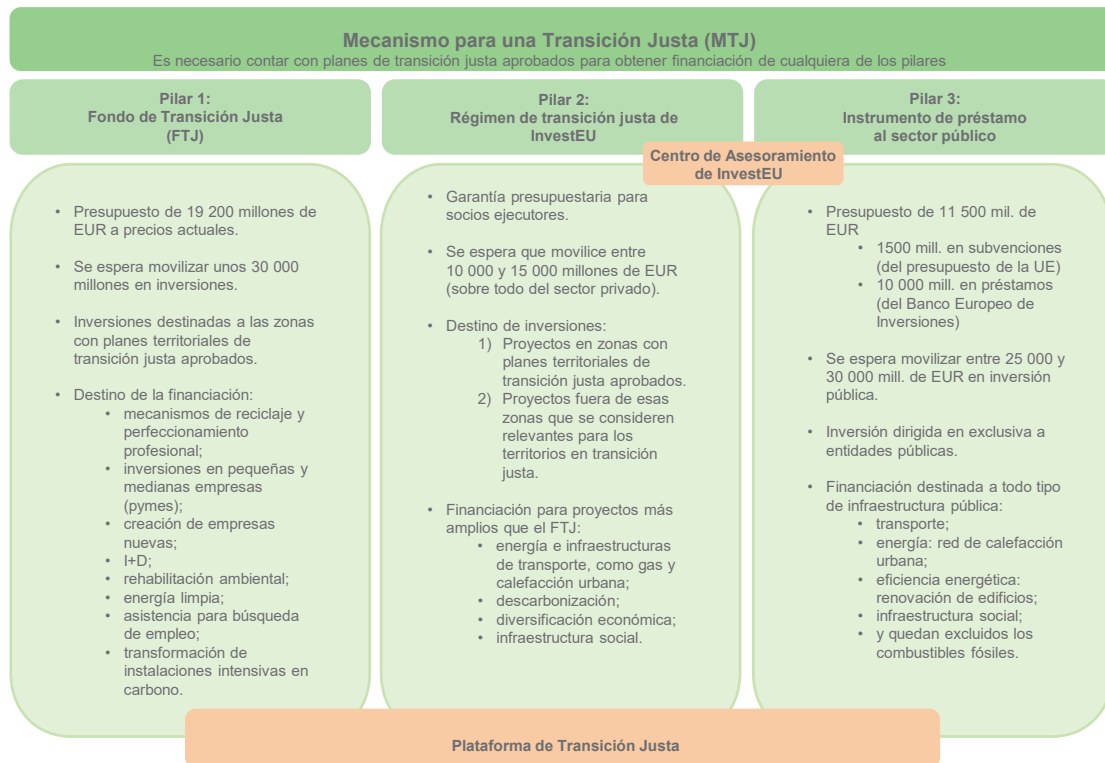 Mecanismo para una Transición Justa (MTJ)
Es necesario contar con planes de transición justa aprobados para obtener financiación de cualquiera de los pilares
Pilar 1:
Fondo de Transición Justa
(FTJ)
• Presupuesto de 19 200 millones de
EUR a precios actuales.
• Se espera movilizar unos 30 000
millones en inversiones.
• Inversiones destinadas a las zonas
con planes territoriales de
transición justa aprobados.
• Destino de la financiación:
• mecanismos de reciclaje y
perfeccionamiento
profesional;
• inversiones en pequeñas y
medianas empresas
(pymes);
• creación de empresas
nuevas;
• I+D;
• rehabilitación ambiental;
• energía limpia;
• asistencia para búsqueda
de empleo;
• transformación de
instalaciones intensivas en
carbono.
Pilar 2:
Régimen de transición justa de
InvestEU
Centro de Asesoramiento
de InvestEU
• Garantía presupuestaria para
socios ejecutores.
• Se espera que movilice entre
10 000 y 15 000 millones de EUR
(sobre todo del sector privado).
• Destino de inversiones:
1) Proyectos en zonas con
planes territoriales de
transición justa aprobados.
2) Proyectos fuera de esas
zonas que se consideren
relevantes para los
territorios en transición
justa.
• Financiación para proyectos más
amplios que el FTJ:
• energía e infraestructuras
de transporte, como gas y
calefacción urbana;
• descarbonización;
• diversificación económica;
• infraestructura social.
Pilar 3:
Instrumento de préstamo
al sector público
• Presupuesto de 11 500 mil. de
EUR
• 1500 mill. en subvenciones
(del presupuesto de la UE)
• 10 000 mill. en préstamos
(del Banco Europeo de
Inversiones)
• Se espera movilizar entre 25 000 y
30 000 mill. de EUR en inversión
pública.
• Inversión dirigida en exclusiva a
entidades públicas.
• Financiación destinada a todo tipo
de infraestructura pública:
• transporte;
• energía: red de calefacción
urbana;
• eficiencia energética:
renovación de edificios;
• infraestructura social;
• y quedan excluidos los
combustibles fósiles.
Plataforma de Transición Justa